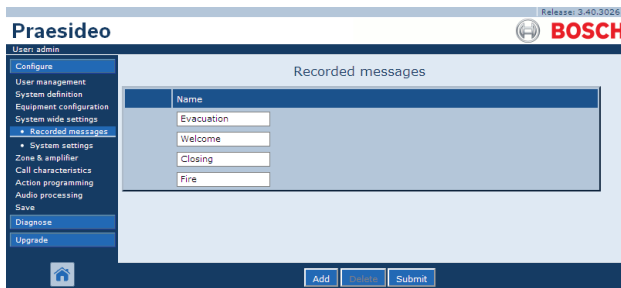 Release: 3.40.3026
Praesideo
BOSCH
User: admin
Configure
User management
System definition
Equipment configuration
System wide settings
• Recorded messages
• System settings
Zone & amplifier
Call characteristics
Action programming
Audio processing
Save
Diagnose
Upgrade
Recorded messages
Name
Evacuation
Welcome
Closing
Fire
Add Delete Submit